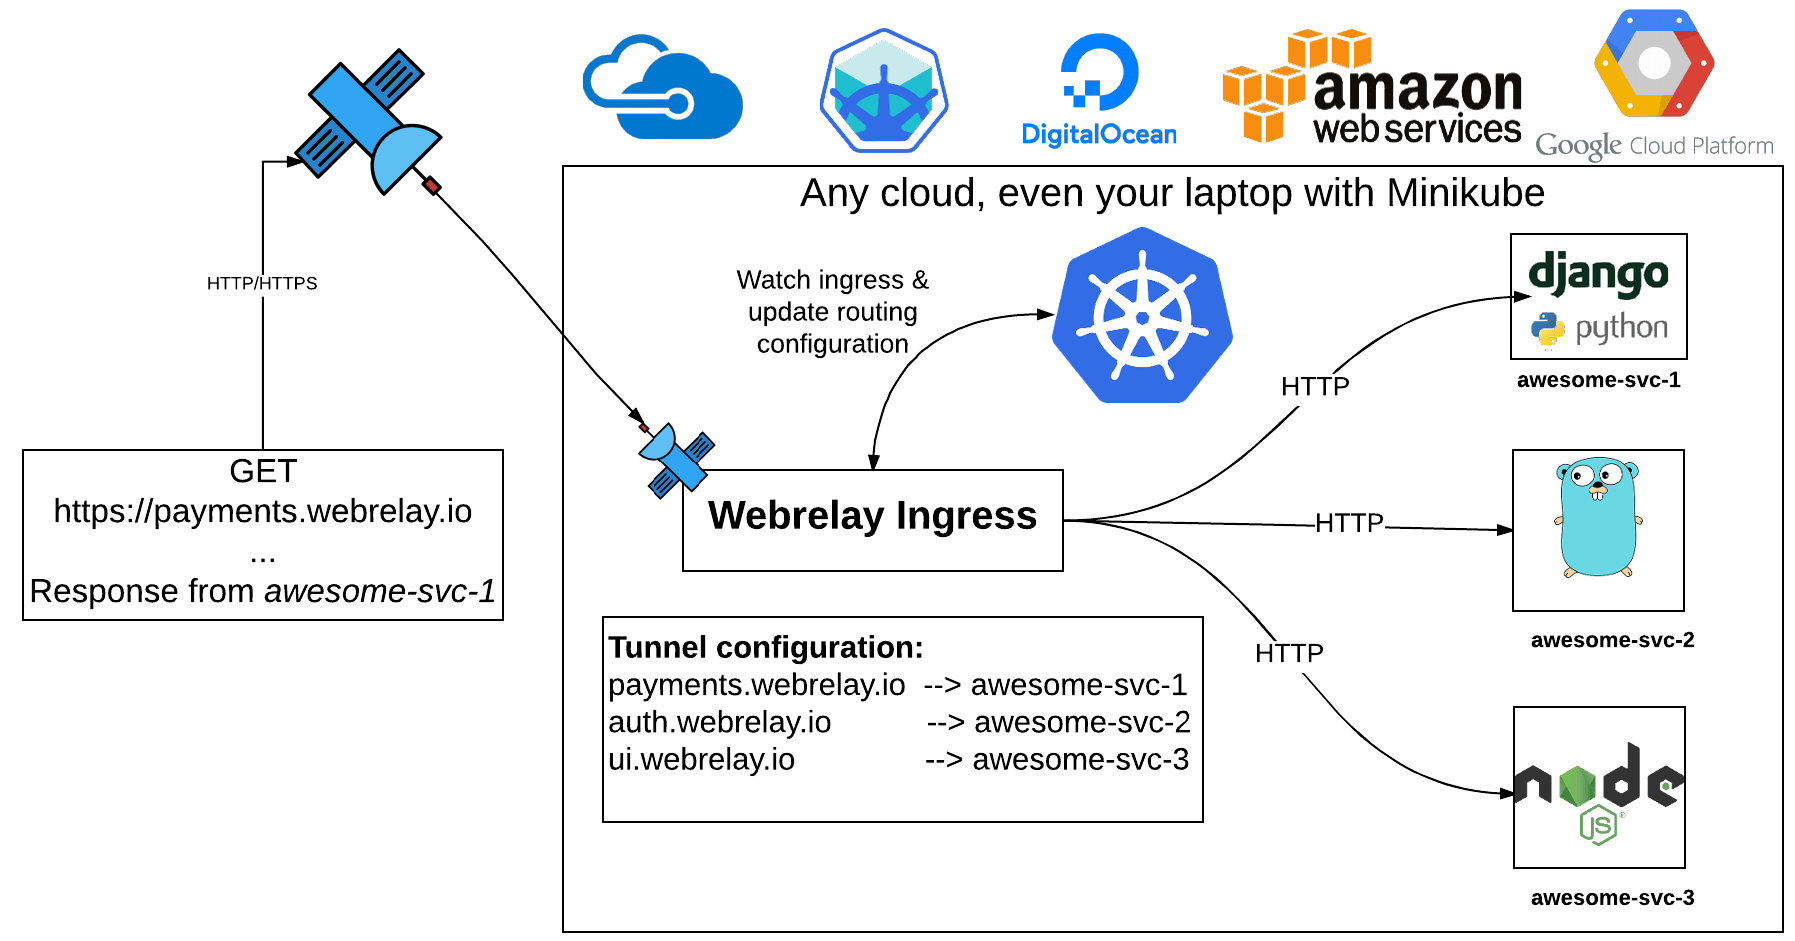 DigitalOcean
amazon
web services
Google Cloud Platform
Any cloud, even your laptop with Minikube
HTTP/HTTPS
GET
https://payments.webrelay.io
...
Response from awesome-svc-1
Watch ingress &
update routing
configuration
Webrelay Ingress
Tunnel configuration:
payments.webrelay.io --> awesome-svc-1
auth.webrelay.io --> awesome-svc-2
ui.webrelay.io --> awesome-svc-3
HTTP
HTTP
HTTP
django
python
...
awesome-svc-1
awesome-svc-2
node
JS
®
awesome-svc-3